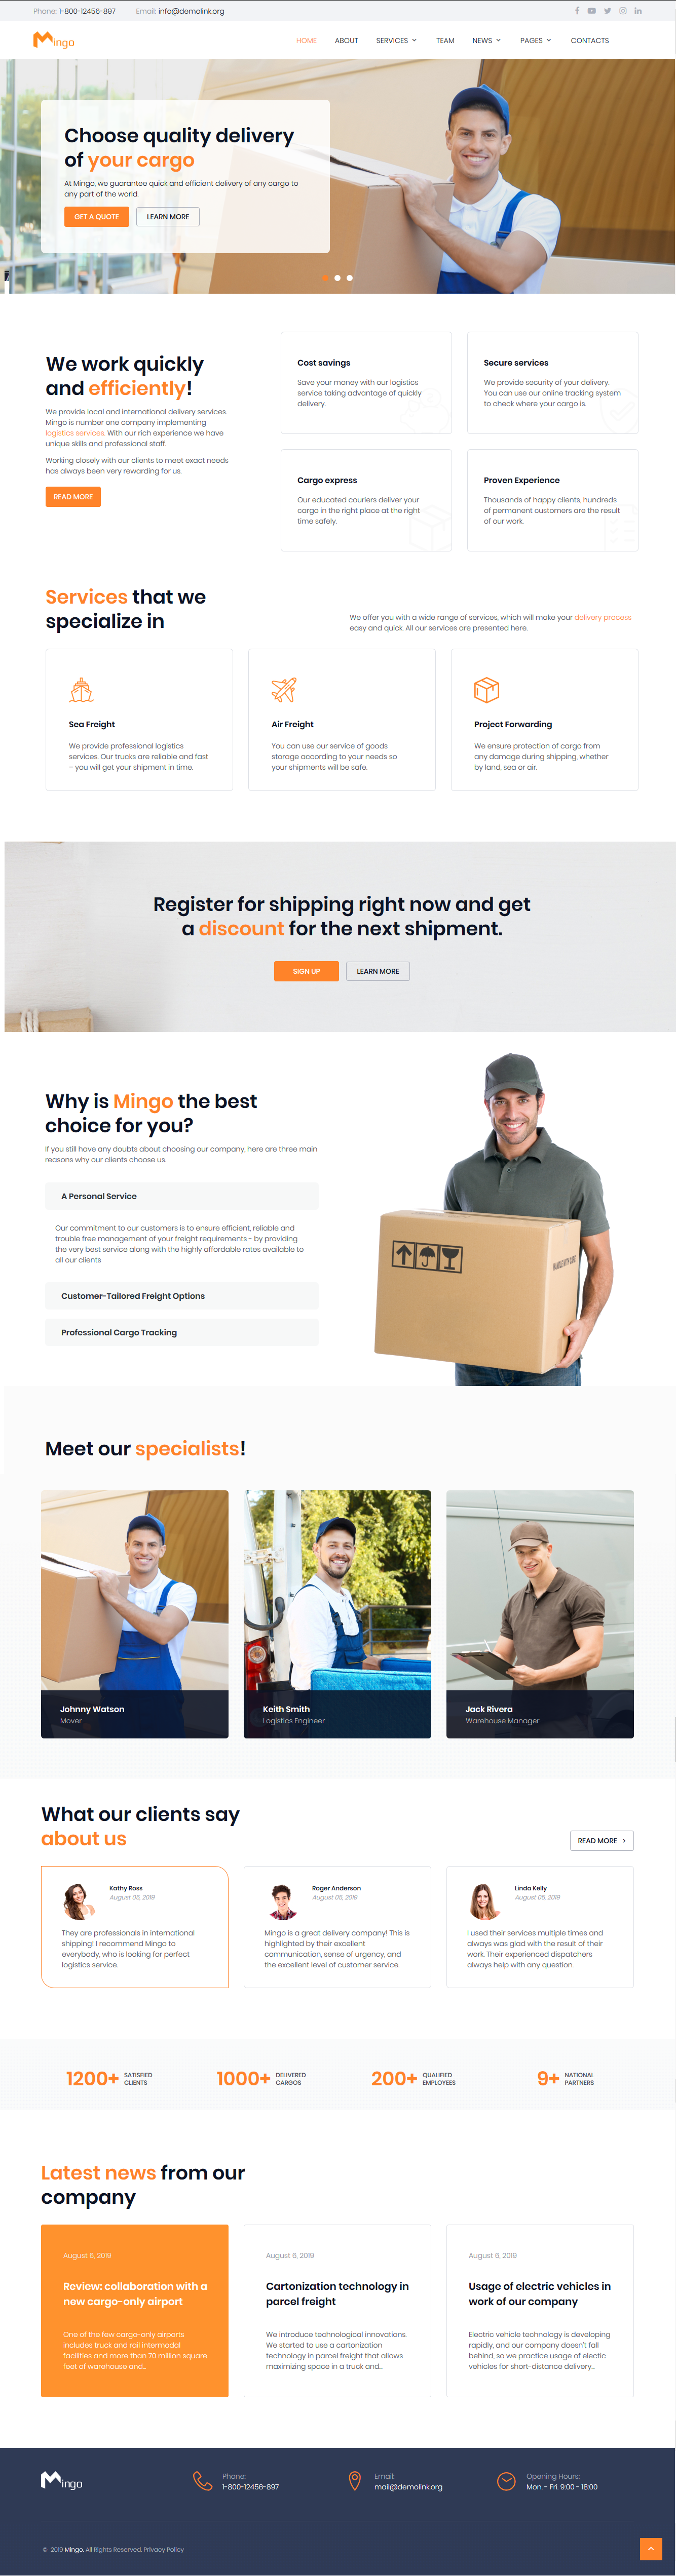 Phone: 1-800-12456-897 Email: info@demolink.org
Mingo
HOME ABOUT SERVICES TEAM NEWS PAGES CONTACTS
Choose quality delivery
of your cargo
At Mingo, we guarantee quick and efficient delivery of any cargo to
any part of the world.
GET A QUOTE LEARN MORE
We work quickly
and efficiently!
We provide local and international delivery services.
Mingo is number one company implementing
logistics services. With our rich experience we have
unique skills and professional staff.
Working closely with our clients to meet exact needs
has always been very rewarding for us.
READ MORE
Cost savings
Save your money with our logistics
service taking advantage of quickly
delivery.
Secure services
We provide security of your delivery.
You can use our online tracking system
to check where your cargo is.
Cargo express
Our educated couriers deliver your
cargo in the right place at the right
time safely.
Proven Experience
Thousands of happy clients, hundreds
of permanent customers are the result
of our work.
Services that we
specialize in
We offer you with a wide range of services, which will make your delivery process
easy and quick. All our services are presented here.
Sea Freight
We provide professional logistics
services. Our trucks are reliable and fast
– you will get your shipment in time.
Air Freight
You can use our service of goods
storage according to your needs so
your shipments will be safe.
Project Forwarding
We ensure protection of cargo from
any damage during shipping, whether
by land, sea or air.
Register for shipping right now and get
a discount for the next shipment.
SIGN UP LEARN MORE
Why is Mingo the best
choice for you?
If you still have any doubts about choosing our company, here are three main
reasons why our clients choose us.
A Personal Service
Our commitment to our customers is to ensure efficient, reliable and
trouble free management of your freight requirements - by providing
the very best service along with the highly affordable rates available to
all our clients
Customer-Tailored Freight Options
Professional Cargo Tracking
HANDLE WITH CARE
Meet our specialists!
Johnny Watson
Mover
Keith Smith
Logistics Engineer
Jack Rivera
Warehouse Manager
What our clients say
about us
READ MORE >
Kathy Ross
August 05, 2019
They are professionals in international
shipping! I recommend Mingo to
everybody, who is looking for perfect
logistics service.
Roger Anderson
August 05, 2019
Mingo is a great delivery company! This is
highlighted by their excellent
communication, sense of urgency, and
the excellent level of customer service.
Linda Kelly
August 05, 2019
I used their services multiple times and
always was glad with the result of their
work. Their experienced dispatchers
always help with any question.
1200+ SATISFIED
CLIENTS
1000+ DELIVERED
CARGOS
200+ QUALIFIED
EMPLOYEES
9+ NATIONAL
PARTNERS
Latest news from our
company
August 6, 2019
Review: collaboration with a
new cargo-only airport
One of the few cargo-only airports
includes truck and rail intermodal
facilities and more than 70 million square
feet of warehouse and...
August 6, 2019
Cartonization technology in
parcel freight
We introduce technological innovations.
We started to use a cartonization
technology in parcel freight that allows
maximizing space in a truck and...
August 6, 2019
Usage of electric vehicles in
work of our company
Electric vehicle technology is developing
rapidly, and our company doesn't fall
behind, so we practice usage of electic
vehicles for short-distance delivery...
Mingo
Phone:
1-800-12456-897
Email:
mail@demolink.org
Opening Hours:
Mon. - Fri. 9:00 - 18:00
© 2019 Mingo. All Rights Reserved. Privacy Policy